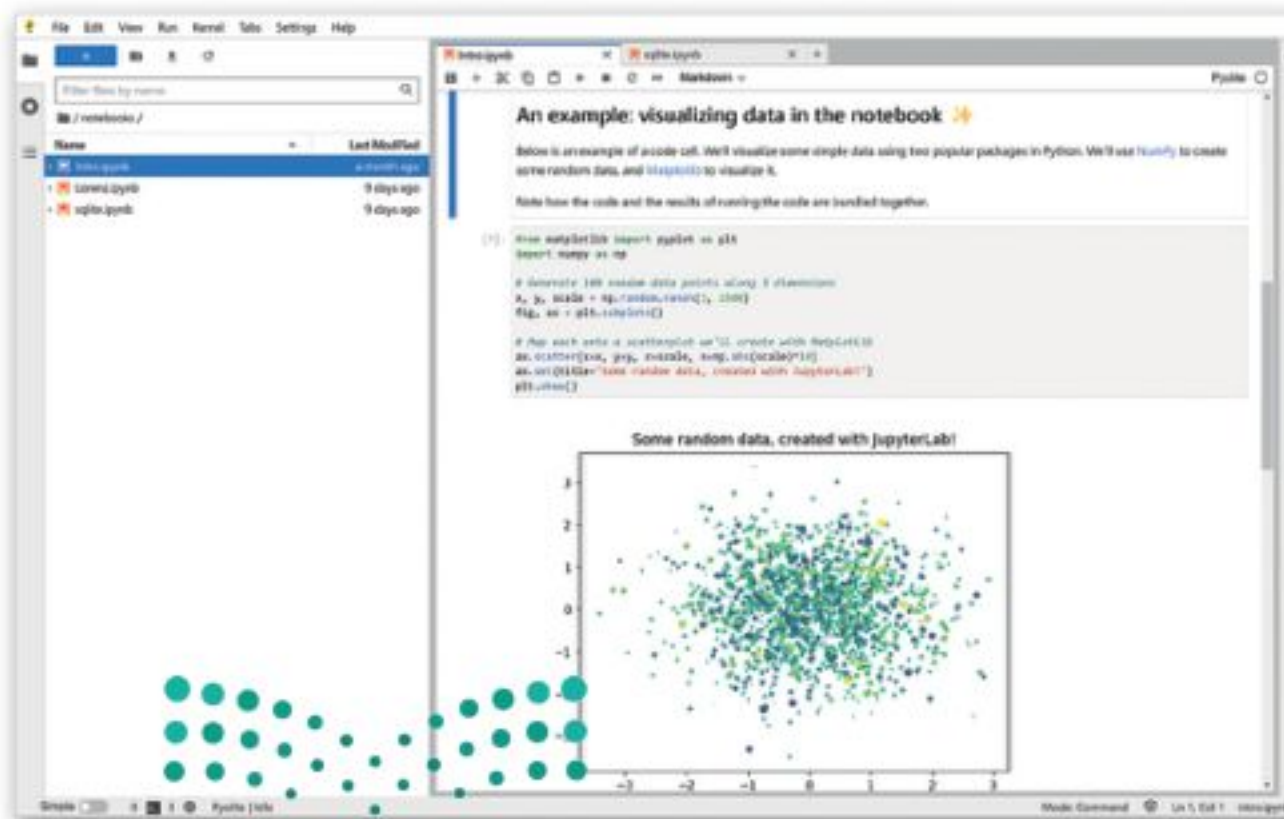 File Edit View Run Kernel Tabs Settings Help
Filter files by name
/ notebooks /
Name Last Modified
Intro.ipynb a month ago
Lorenz.ipynb 9 days ago
sqlite.ipynb 9 days ago
Intro.ipynb sqlite.ipynb
Markdown Pyolite
An example: visualizing data in the notebook ✨
Below is an example of a code cell. We'll visualize some simple data using two popular packages in Python. We'll use NumPy to create
some random data, and Matplotlib to visualize it.
Note how the code and the results of running the code are bundled together.
from matplotlib import pyplot as plt
import numpy as np
# Generate 100 random data points along 3 dimensions
x, y, scale = np.random.randn(3,
fig, ax = plt.subplots()
# Map each onto a scatterplot we'll create with Matplotlib
ax.scatter(x=x, y=y, c=scale, s=np.abs(scale)*
ax.set(title="Some random data, created with JupyterLab!")
plt.show()
Some random data, created with JupyterLab!
3
2
1
0
-1
-3 -2 -1 0 1 2 3
Simple Pyolite | Idle Mode: Command Ln 1, Col 1 Intro.ipynb